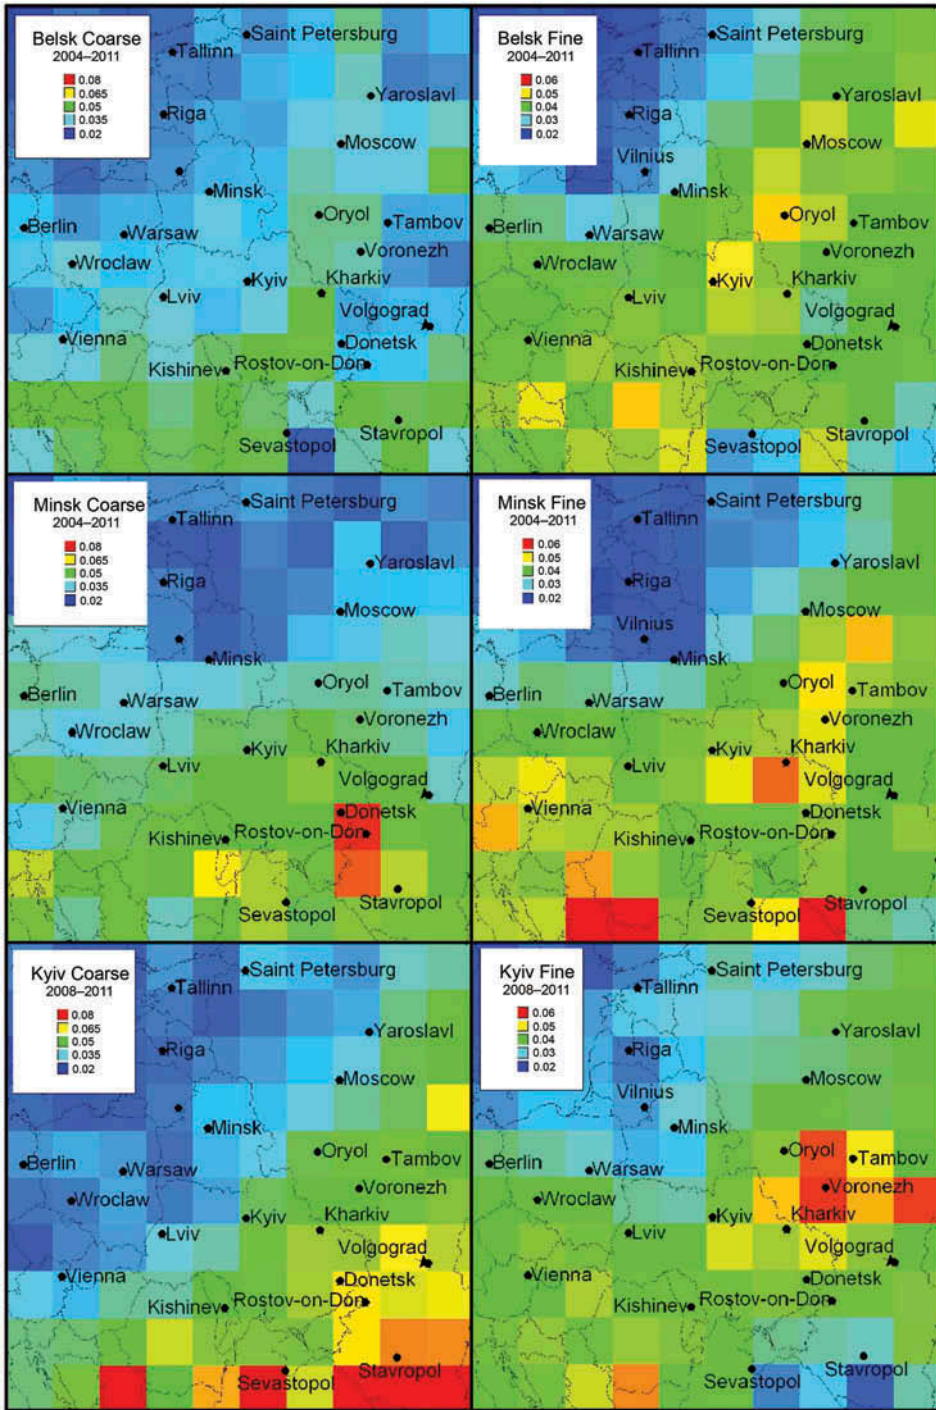 Belsk Coarse
2004–2011
0.08
0.065
0.05
0.035
0.02
Saint Petersburg
Tallinn
Yaroslavl
Riga
Moscow
Minsk
Oryol
Tambov
Berlin
Warsaw
Voronezh
Wroclaw
Kyiv
Kharkiv
Lviv
Volgograd
Vienna
Donetsk
Kishinev
Rostov-on-Don
Sevastopol
Stavropol
Belsk Fine
2004–2011
0.06
0.05
0.04
0.03
0.02
Saint Petersburg
Tallinn
Yaroslavl
Riga
Moscow
Vilnius
Minsk
Oryol
Tambov
Berlin
Warsaw
Voronezh
Wroclaw
Kyiv
Kharkiv
Lviv
Volgograd
Vienna
Donetsk
Kishinev
Rostov-on-Don
Sevastopol
Stavropol
Minsk Coarse
2004–2011
0.08
0.065
0.05
0.035
0.02
Saint Petersburg
Tallinn
Yaroslavl
Riga
Moscow
Minsk
Oryol
Tambov
Berlin
Warsaw
Voronezh
Wroclaw
Kyiv
Kharkiv
Lviv
Volgograd
Vienna
Donetsk
Kishinev
Rostov-on-Don
Sevastopol
Stavropol
Minsk Fine
2004–2011
0.06
0.05
0.04
0.03
0.02
Saint Petersburg
Tallinn
Yaroslavl
Riga
Moscow
Vilnius
Minsk
Oryol
Tambov
Berlin
Warsaw
Voronezh
Wroclaw
Kyiv
Kharkiv
Lviv
Volgograd
Vienna
Donetsk
Kishinev
Rostov-on-Don
Sevastopol
Stavropol
Kyiv Coarse
2008–2011
0.08
0.065
0.05
0.035
0.02
Saint Petersburg
Tallinn
Yaroslavl
Riga
Moscow
Minsk
Oryol
Tambov
Berlin
Warsaw
Voronezh
Wroclaw
Kyiv
Kharkiv
Lviv
Volgograd
Vienna
Donetsk
Kishinev
Rostov-on-Don
Sevastopol
Stavropol
Kyiv Fine
2008–2011
0.06
0.05
0.04
0.03
0.02
Saint Petersburg
Tallinn
Yaroslavl
Riga
Moscow
Vilnius
Minsk
Oryol
Tambov
Berlin
Warsaw
Voronezh
Wroclaw
Kyiv
Kharkiv
Lviv
Volgograd
Vienna
Donetsk
Kishinev
Rostov-on-Don
Sevastopol
Stavropol